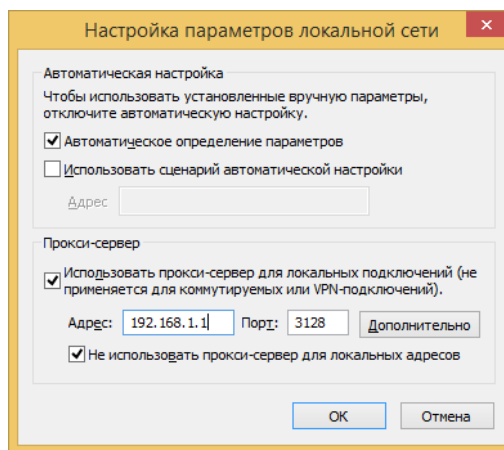 Настройка параметров локальной сети
Автоматическая настройка
Чтобы использовать установленные вручную параметры,
отключите автоматическую настройку.
Автоматическое определение параметров
Использовать сценарий автоматической настройки
Адрес
Прокси-сервер
Использовать прокси-сервер для локальных подключений (не
применяется для коммутируемых или VPN-подключений).
Адрес: 192.168.1.1 Порт: 3128 Дополнительно
Не использовать прокси-сервер для локальных адресов
OK Отмена